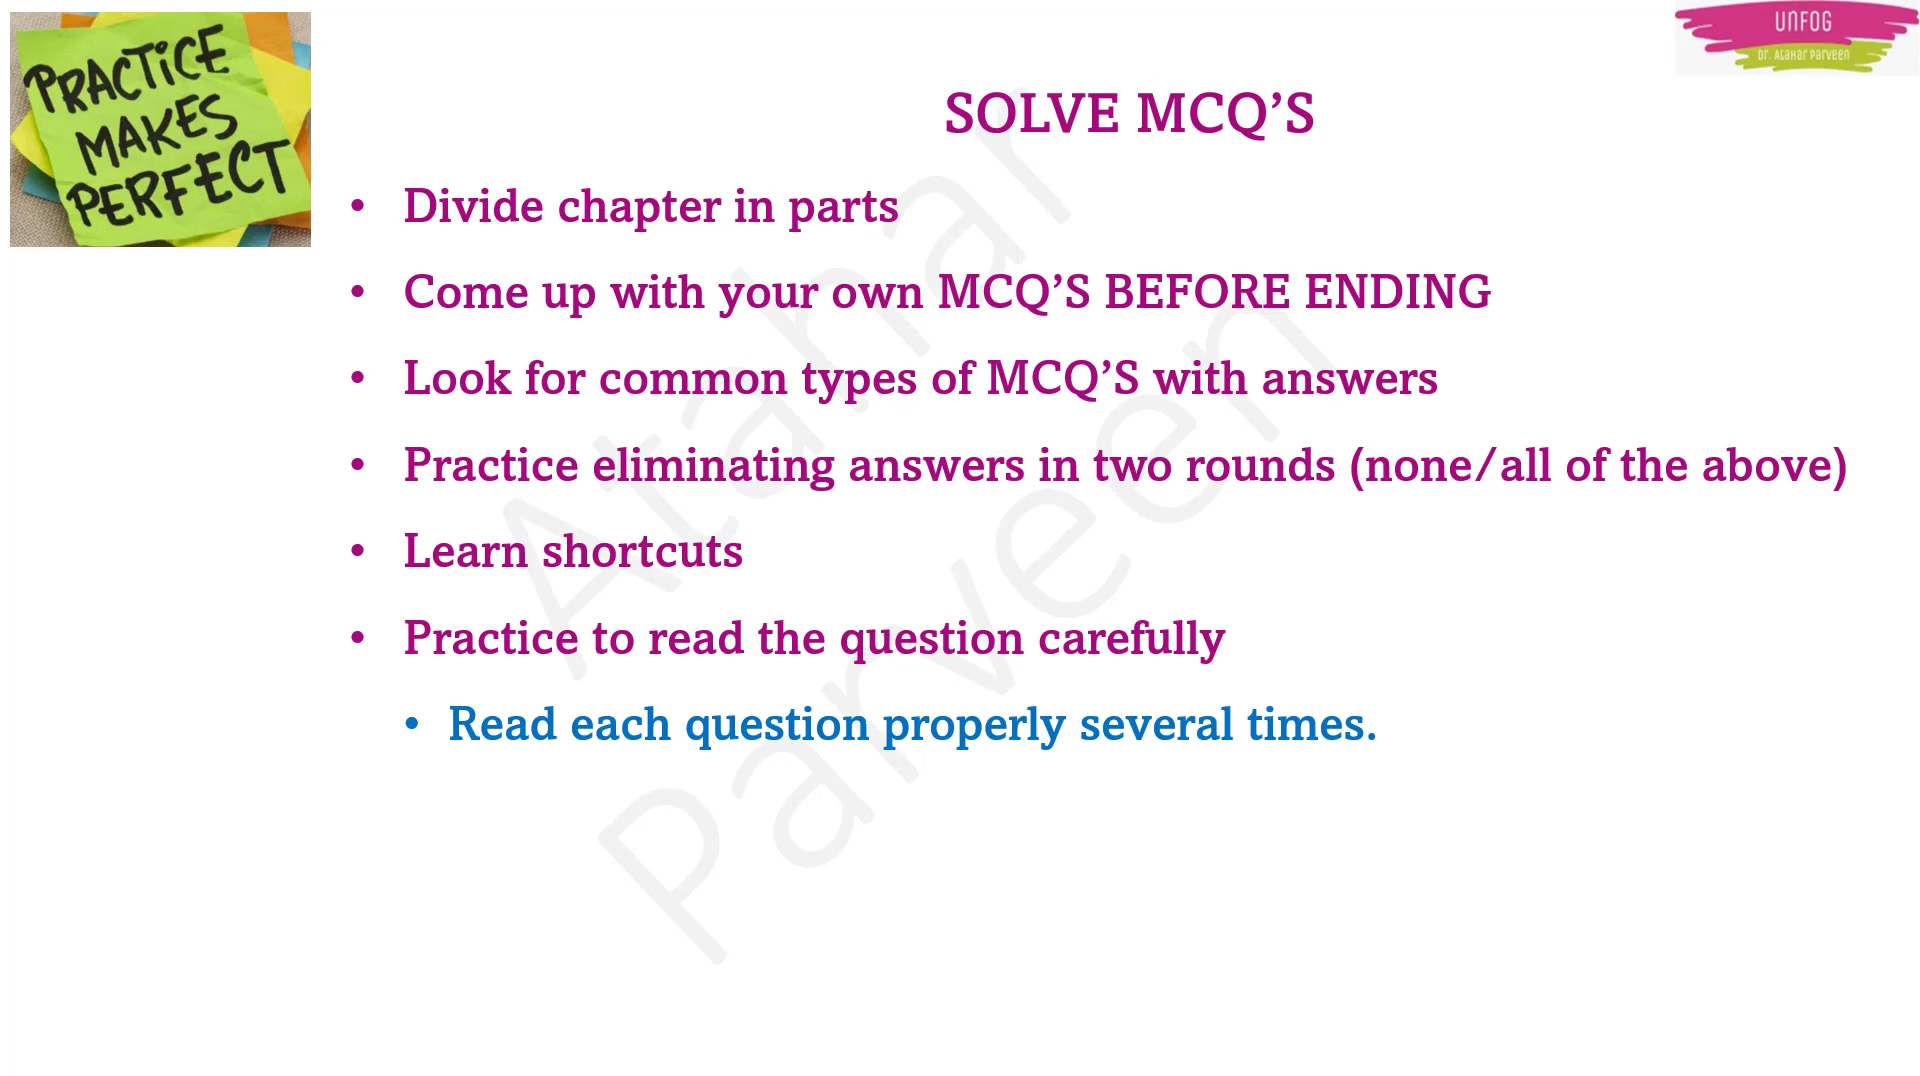 PRACTICE
MAKES
PERFECT
UNFOG
Dr. Atahar Parveen
SOLVE MCQ’S
• Divide chapter in parts
• Come up with your own MCQ’S BEFORE ENDING
• Look for common types of MCQ’S with answers
• Practice eliminating answers in two rounds (none/all of the above)
• Learn shortcuts
• Practice to read the question carefully
• Read each question properly several times.
Atahar
Parveen